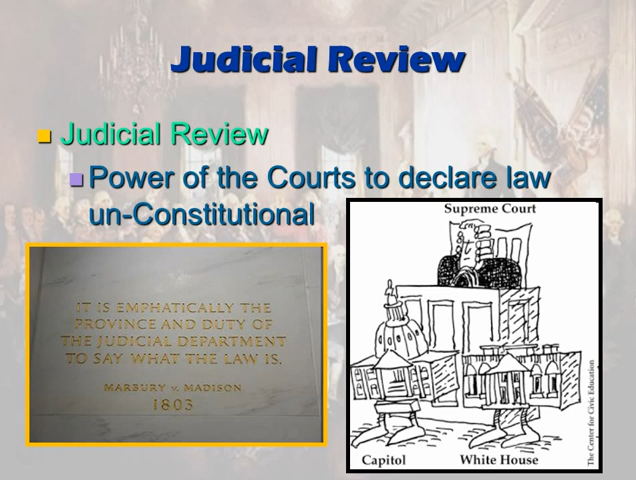 Judicial Review
Judicial Review
Power of the Courts to declare law
un-Constitutional
IT IS EMPHATICALLY THE
PROVINCE AND DUTY OF
THE JUDICIAL DEPARTMENT
TO SAY WHAT THE LAW IS.
MARBURY v. MADISON
1803
Supreme Court
Capitol
White House
The Center for Civic Education